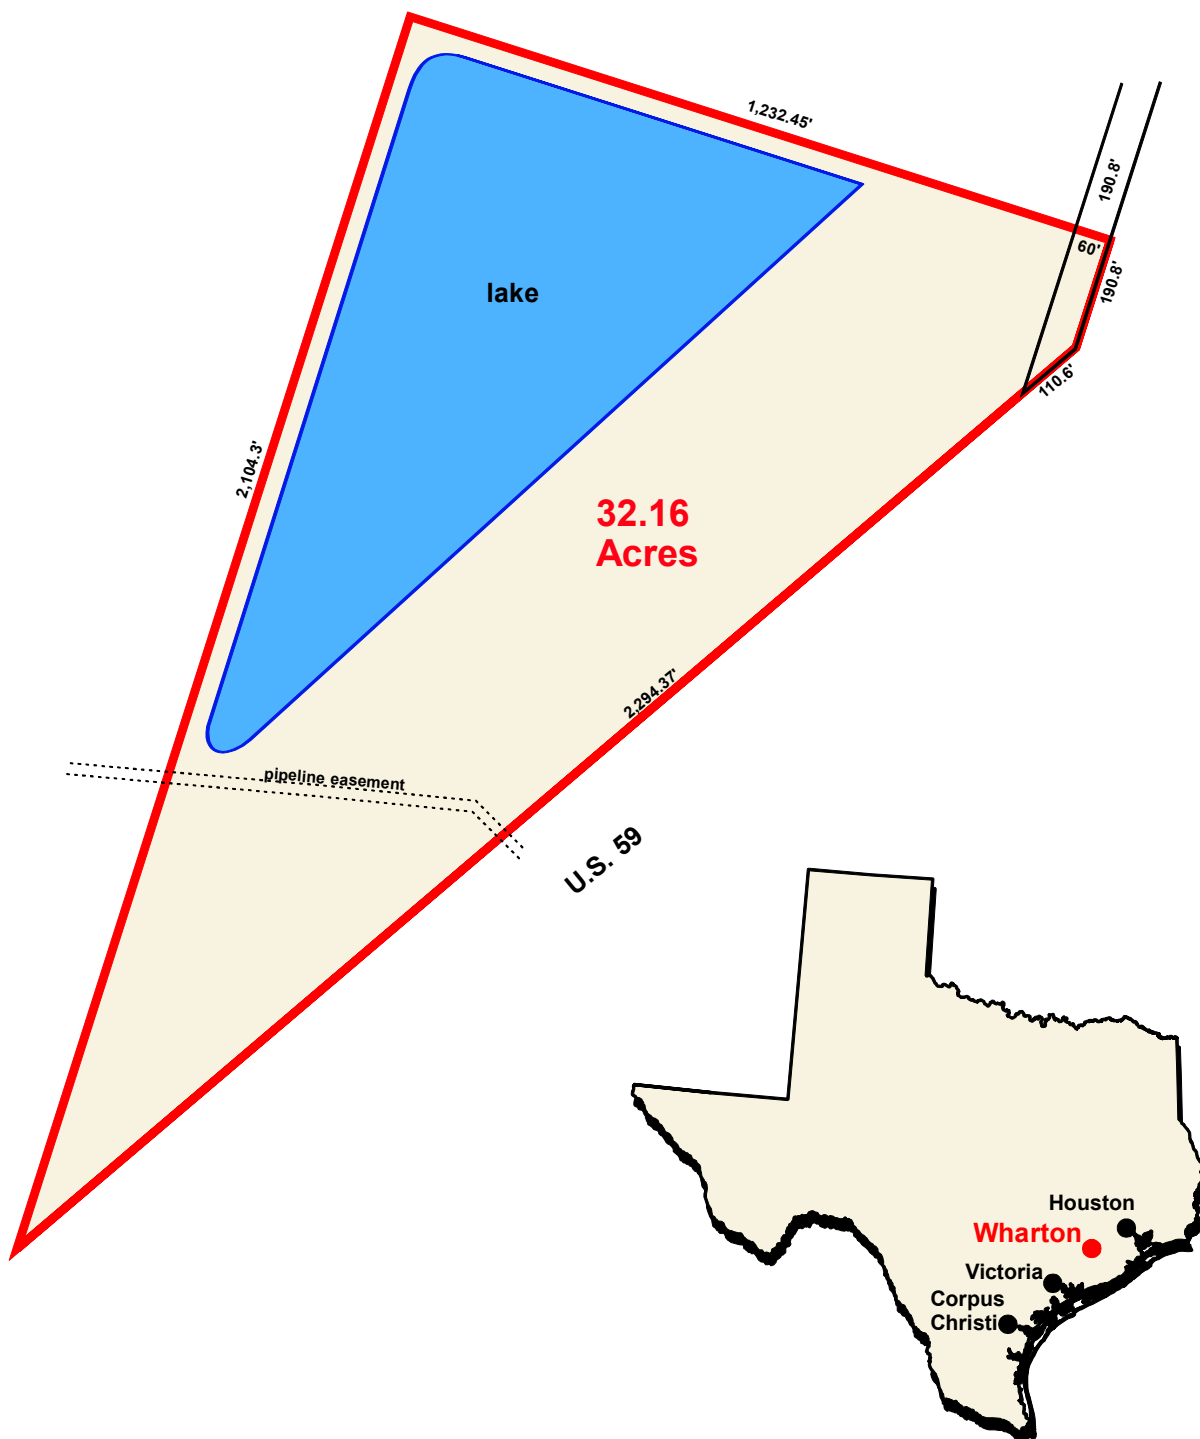 1,232.45'
190.8'
60'
190.8'
110.6'
lake
2,104.3'
32.16
Acres
2,294.37'
pipeline easement
U.S. 59
Houston
Wharton
Victoria
Corpus
Christi